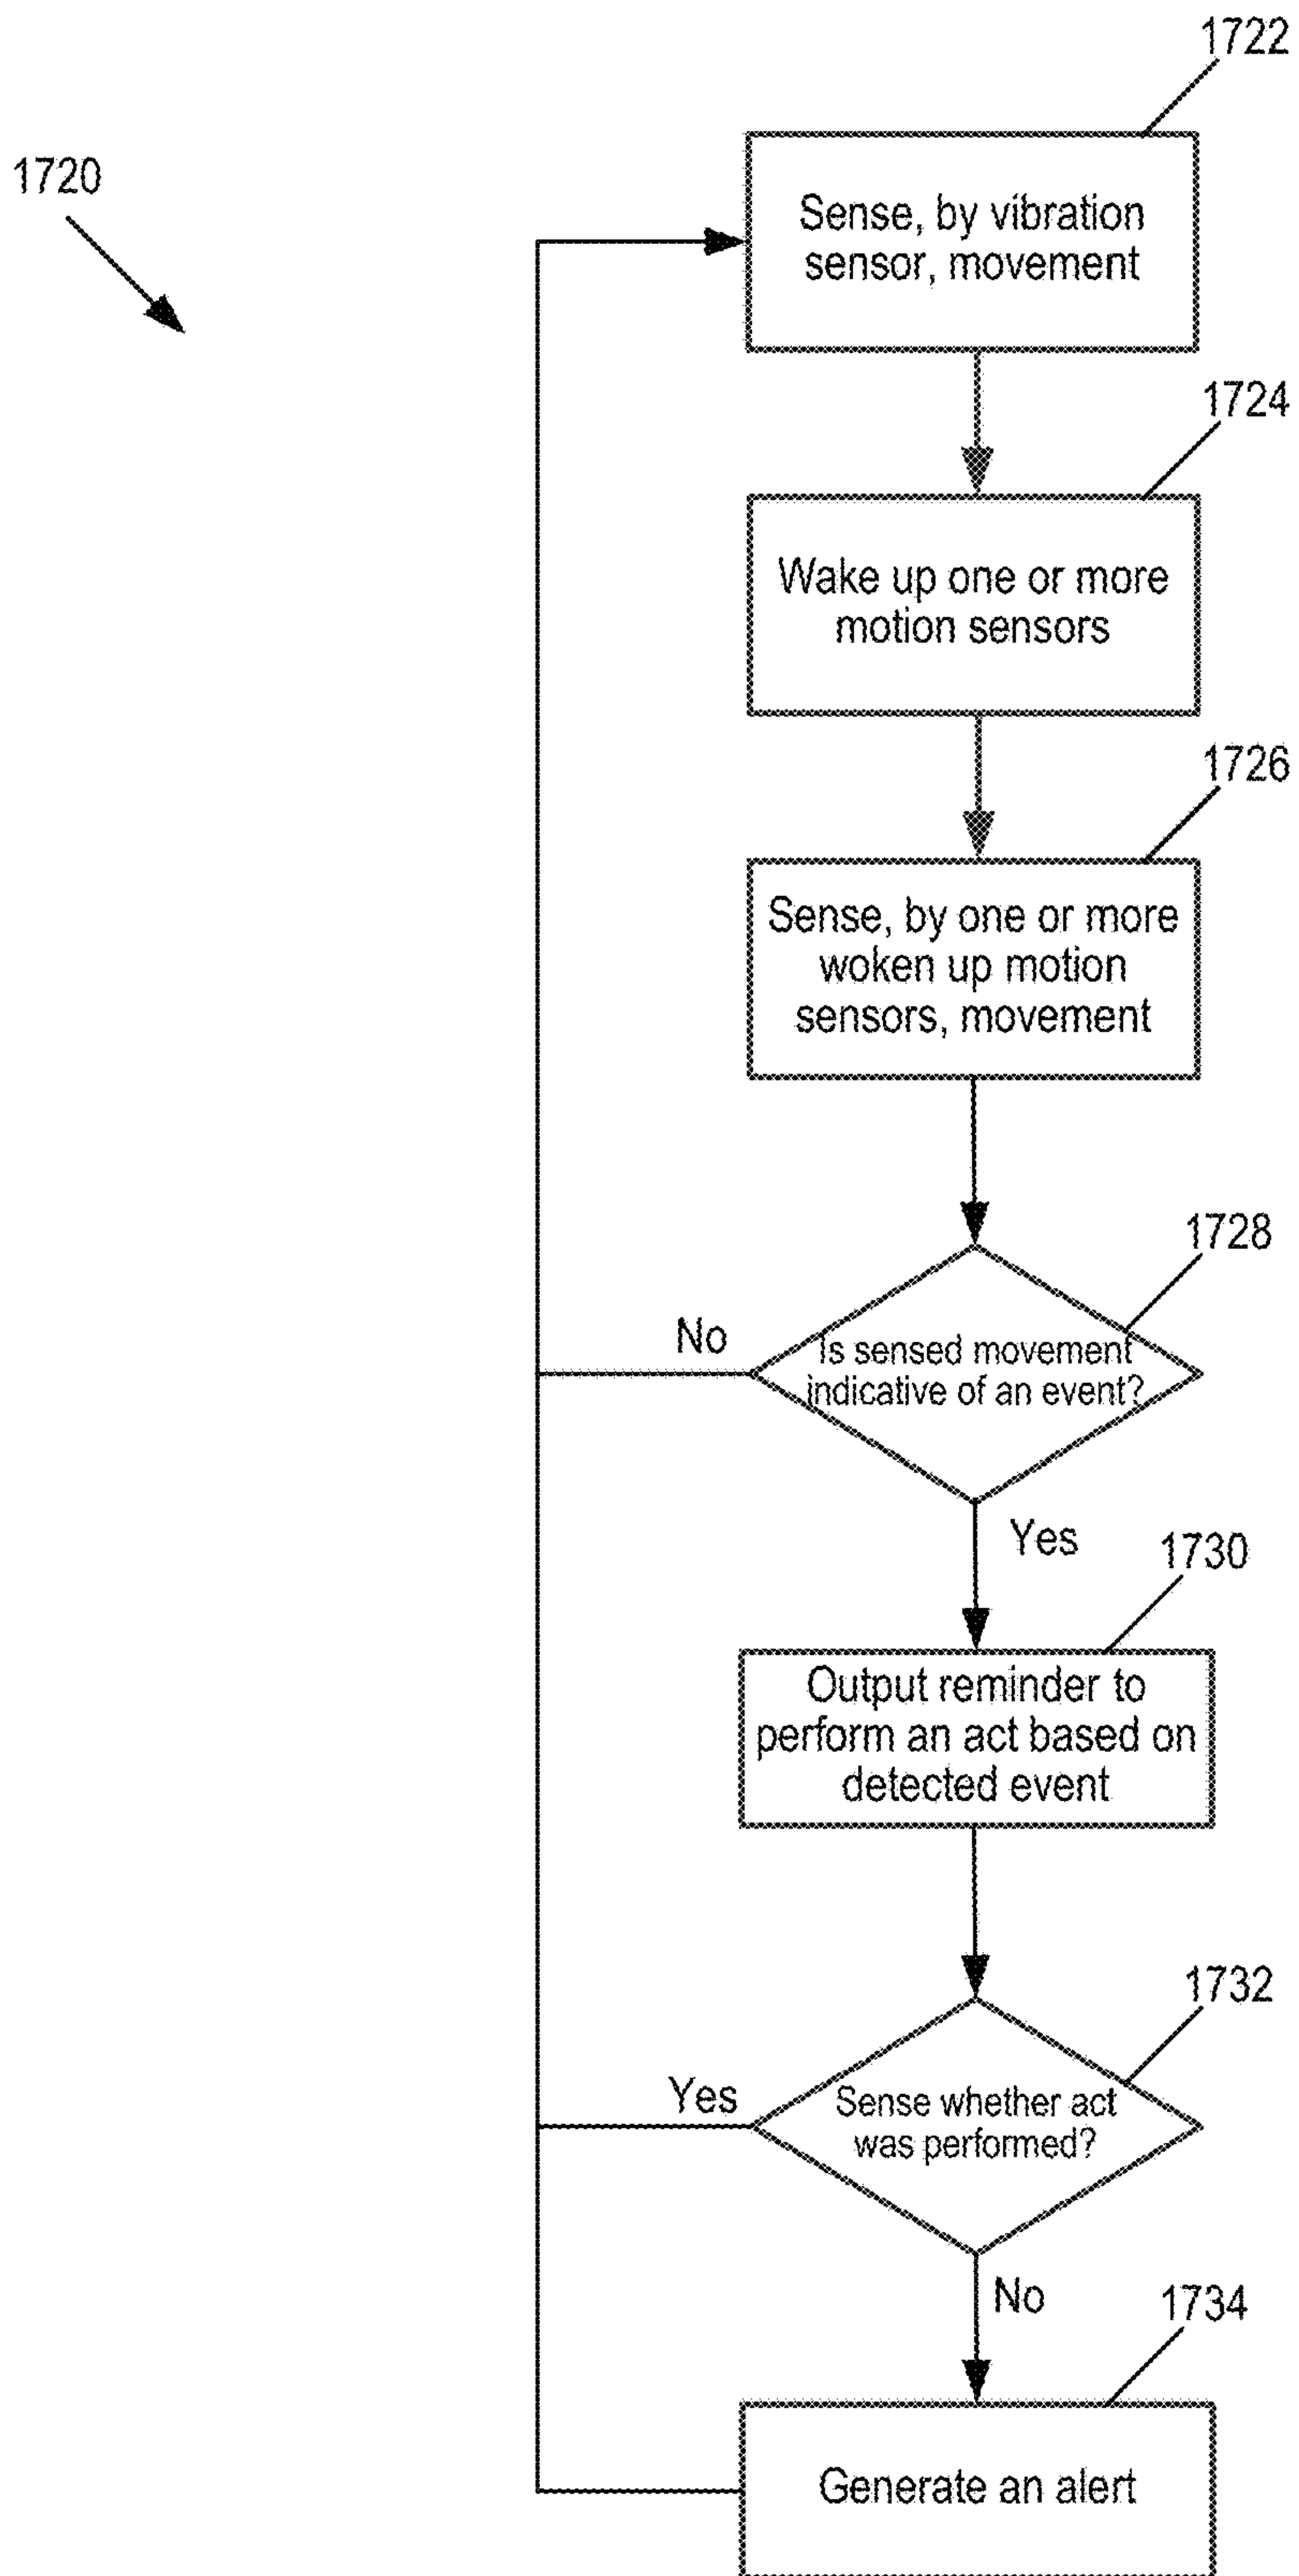 1722
1720
Sense, by vibration
sensor, movement
1724
Wake up one or more
motion sensors
1726
Sense, by one or more
woken up motion
sensors, movement
1728
No
Is sensed movement
indicative of an event?
Yes
1730
Output reminder to
perform an act based on
detected event
1732
Yes
Sense whether act
was performed?
No
1734
Generate an alert